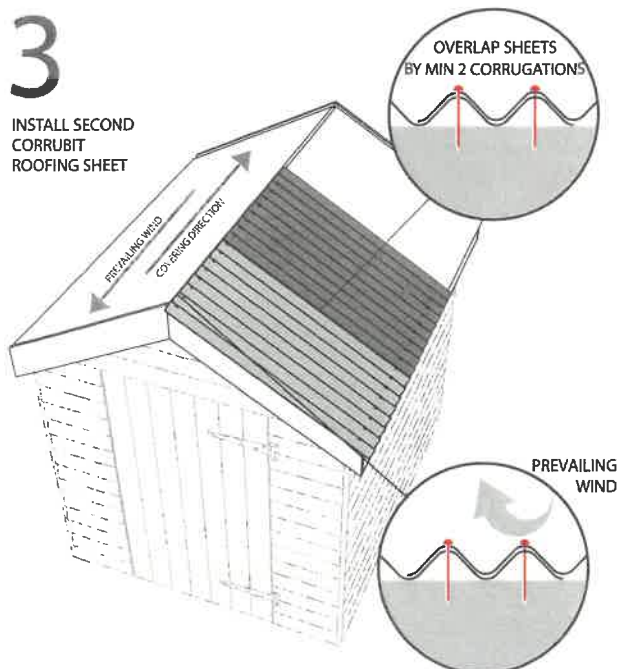 3
INSTALL SECOND
CORRUBIT
ROOFING SHEET
OVERLAP SHEETS
BY MIN 2 CORRUGATIONS
PREVAILING WIND
COVERING DIRECTION
PREVAILING
WIND